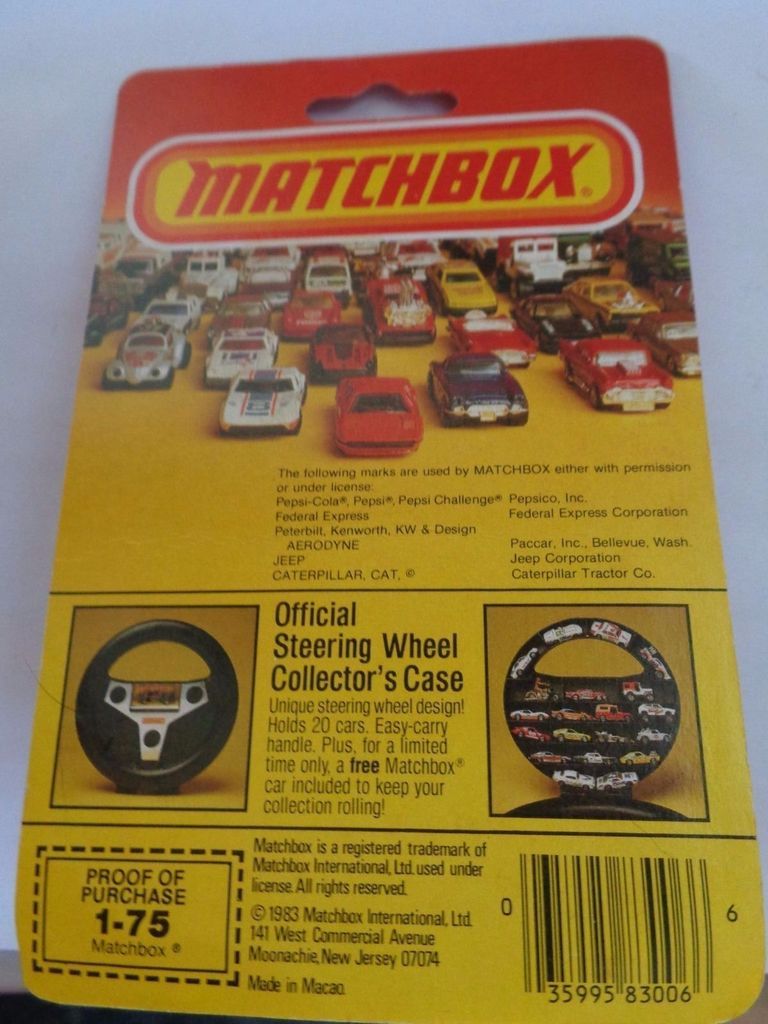 MATCHBOX®
The following marks are used by MATCHBOX either with permission
or under license:
Pepsi-Cola®, Pepsi®, Pepsi Challenge® Pepsico, Inc.
Federal Express Federal Express Corporation
Peterbilt, Kenworth, KW & Design
AERODYNE Paccar, Inc., Bellevue, Wash.
JEEP Jeep Corporation
CATERPILLAR, CAT, © Caterpillar Tractor Co.
Official
Steering Wheel
Collector's Case
Unique steering wheel design!
Holds 20 cars. Easy-carry
handle. Plus, for a limited
time only, a free Matchbox®
car included to keep your
collection rolling!
PROOF OF
PURCHASE
1-75
Matchbox ®
Matchbox is a registered trademark of
Matchbox International, Ltd. used under
license. All rights reserved.
© 1983 Matchbox International, Ltd.
141 West Commercial Avenue
Moonachie, New Jersey 07074
Made in Macao.
0 35995 83006 6